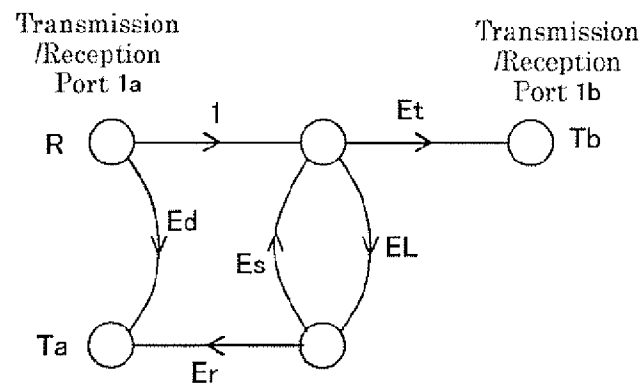 Transmission
/Reception
Port 1a
Transmission
/Reception
Port 1b
R
1
Et
Tb
Ed
Es
EL
Ta
Er